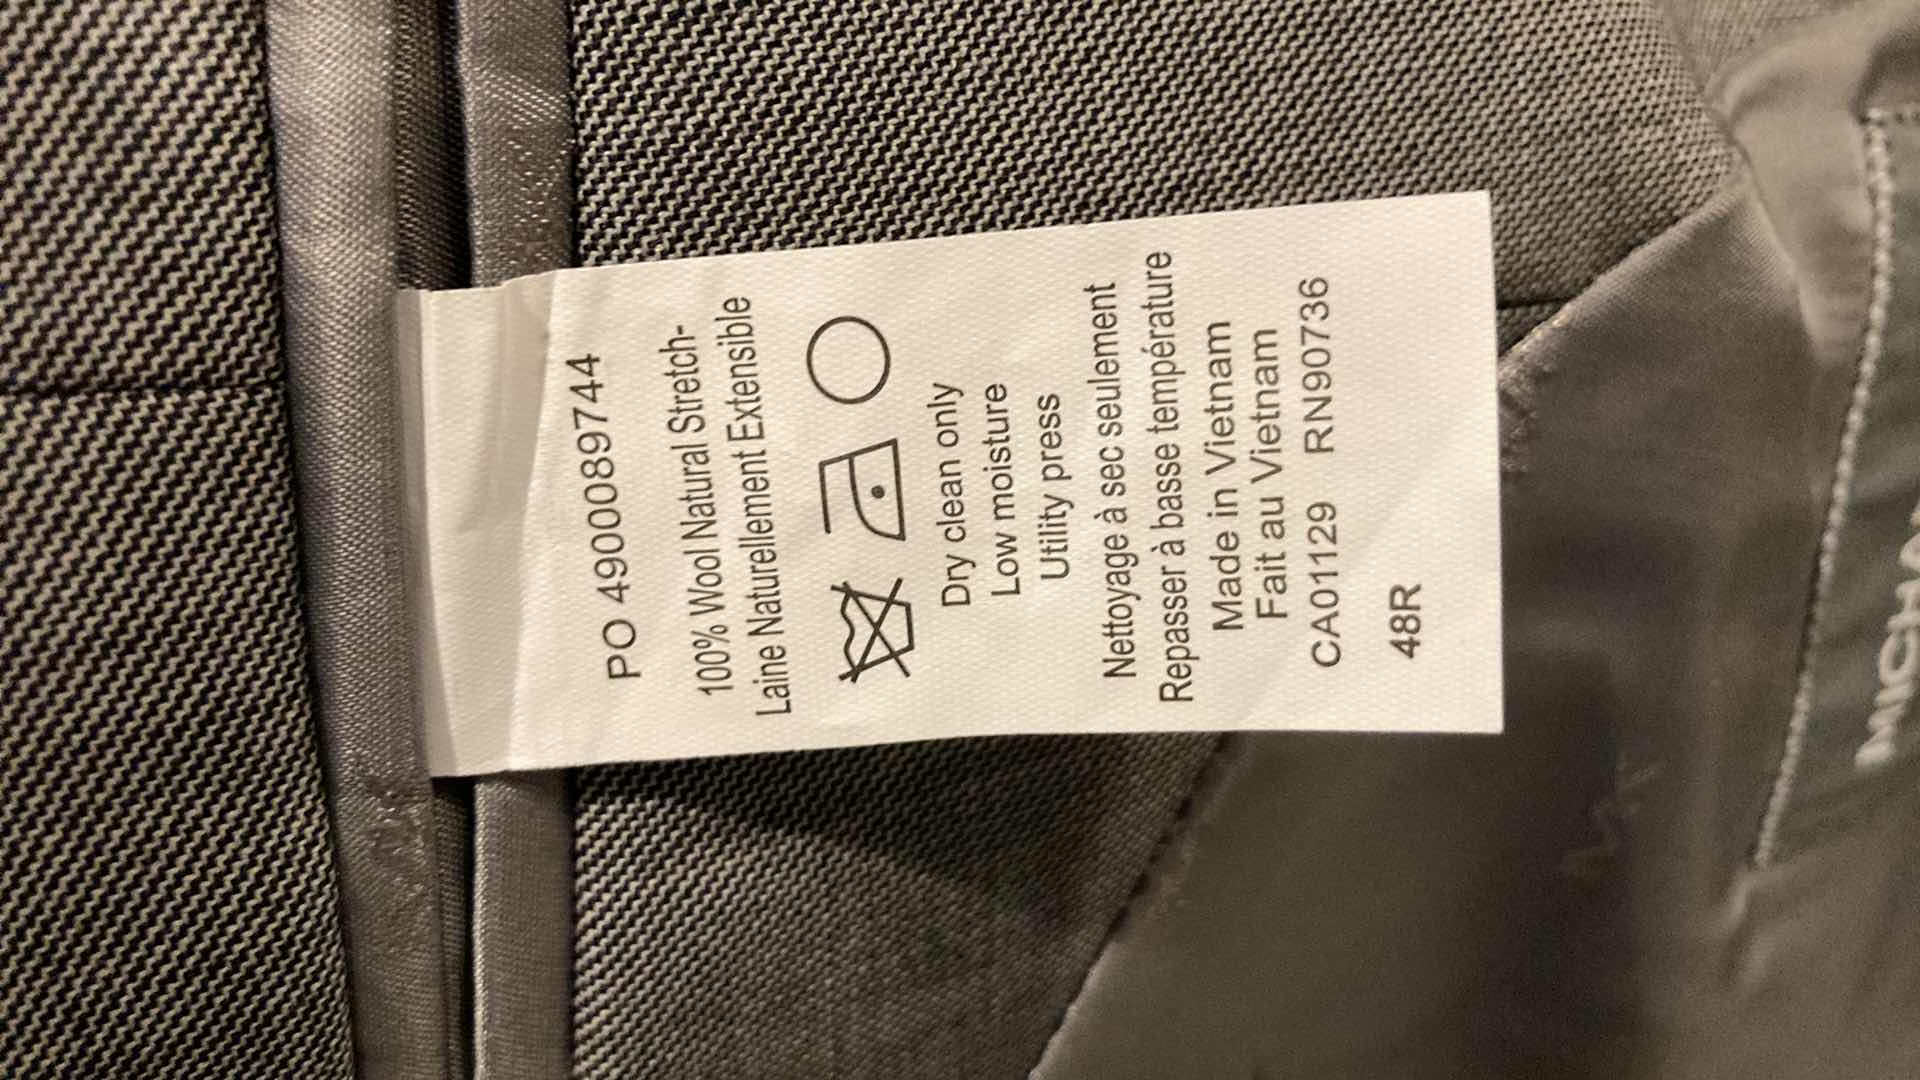 PO 4900089744
100% Wool Natural Stretch-
Laine Naturellement Extensible
Dry clean only
Low moisture
Utility press
Nettoyage à sec seulement
Repasser à basse température
Made in Vietnam
Fait au Vietnam
CA01129 RN90736
48R